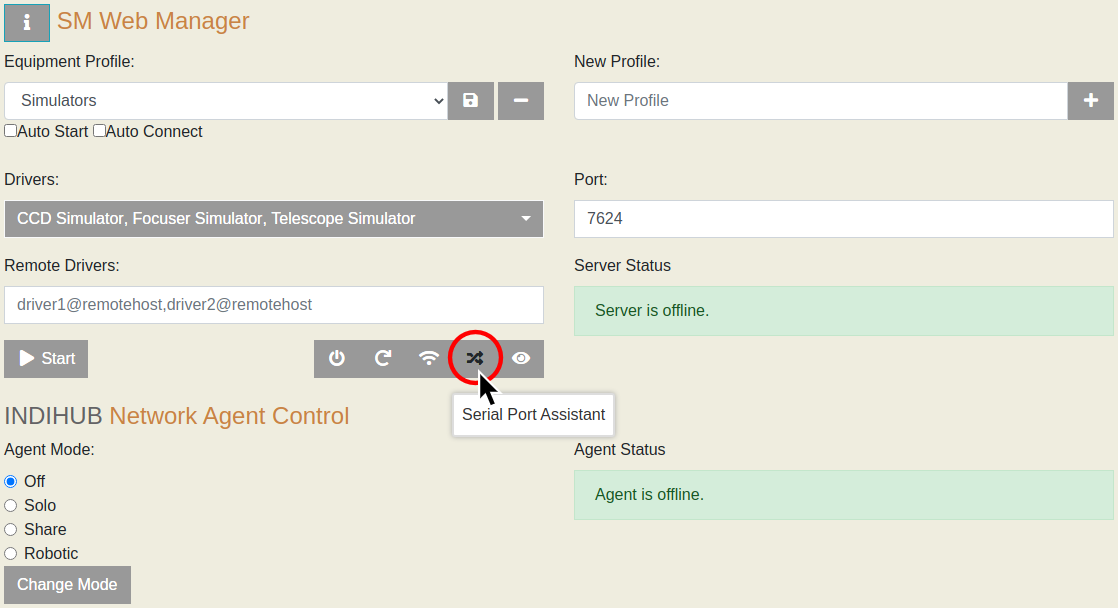 SM Web Manager
Equipment Profile:
New Profile:
Simulators
New Profile
Auto Start Auto Connect
Drivers:
Port:
CCD Simulator, Focuser Simulator, Telescope Simulator
7624
Remote Drivers:
Server Status
driver1@remotehost,driver2@remotehost
Server is offline.
Start
Serial Port Assistant
INDIHUB Network Agent Control
Agent Mode:
Agent Status
Off
Agent is offline.
Solo
Share
Robotic
Change Mode